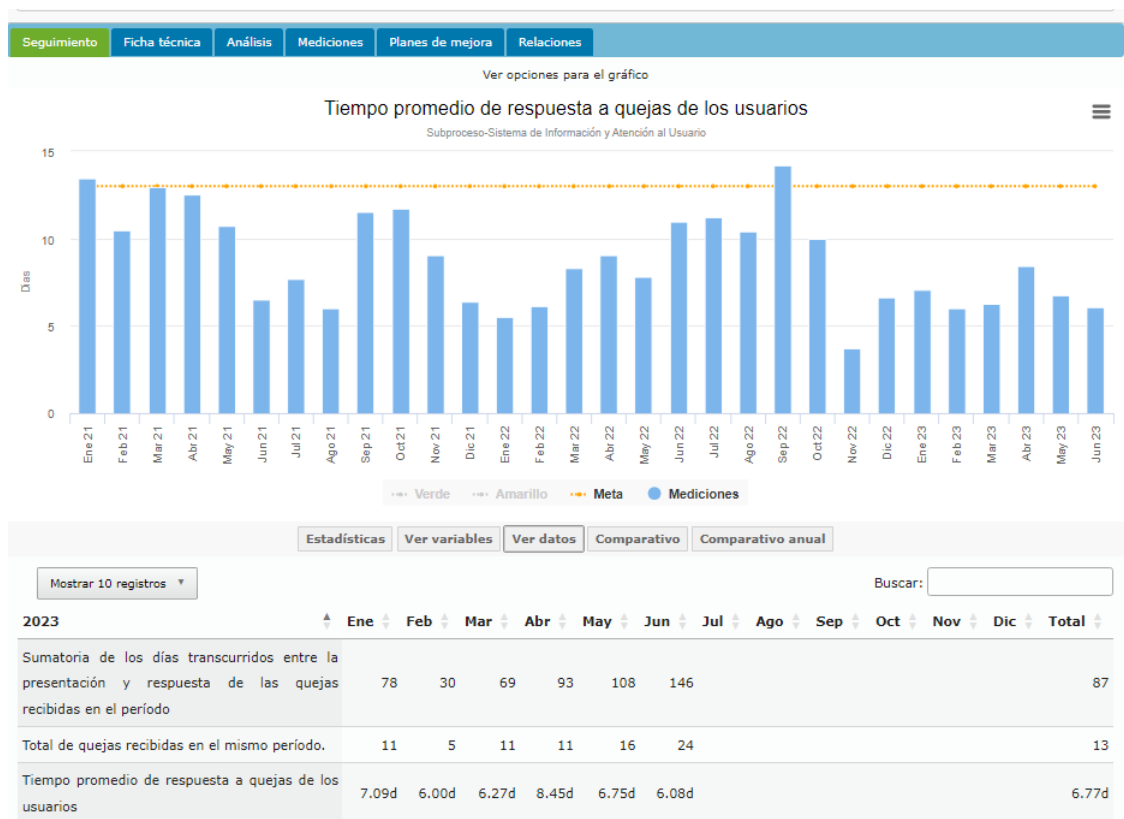 Seguimiento Ficha técnica Análisis Mediciones Planes de mejora Relaciones
Ver opciones para el gráfico
Tiempo promedio de respuesta a quejas de los usuarios
Subproceso-Sistema de Información y Atención al Usuario
15
10
5
0
Días
Ene 21 Feb 21 Mar 21 Abr 21 May 21 Jun 21 Jul 21 Ago 21 Sep 21 Oct 21 Nov 21 Dic 21 Ene 22 Feb 22 Mar 22 Abr 22 May 22 Jun 22 Jul 22 Ago 22 Sep 22 Oct 22 Nov 22 Dic 22 Ene 23 Feb 23 Mar 23 Abr 23 May 23 Jun 23
Verde Amarillo Meta Mediciones
Estadísticas Ver variables Ver datos Comparativo Comparativo anual
Mostrar 10 registros Buscar:
2023 Ene Feb Mar Abr May Jun Jul Ago Sep Oct Nov Dic Total
Sumatoria de los días transcurridos entre la
presentación y respuesta de las quejas 78 30 69 93 108 146 87
recibidas en el período
Total de quejas recibidas en el mismo período. 11 5 11 11 16 24 13
Tiempo promedio de respuesta a quejas de los
usuarios 7.09d 6.00d 6.27d 8.45d 6.75d 6.08d 6.77d